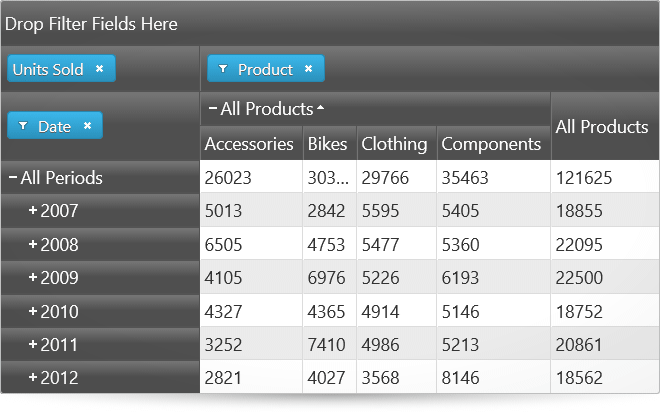 Drop Filter Fields Here
Units Sold × Product ×
Date × − All Products All Products
Accessories Bikes Clothing Components
− All Periods 26023 303... 29766 35463 121625
+ 2007 5013 2842 5595 5405 18855
+ 2008 6505 4753 5477 5360 22095
+ 2009 4105 6976 5226 6193 22500
+ 2010 4327 4365 4914 5146 18752
+ 2011 3252 7410 4986 5213 20861
+ 2012 2821 4027 3568 8146 18562